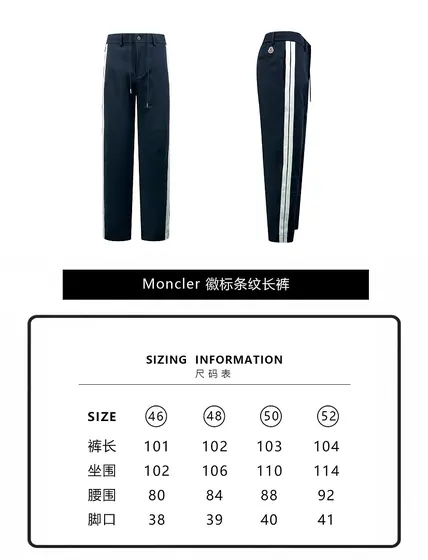 Moncler 徽标条纹长裤
SIZING INFORMATION
尺码表
SIZE 46 48 50 52
裤长 101 102 103 104
坐围 102 106 110 114
腰围 80 84 88 92
脚口 38 39 40 41